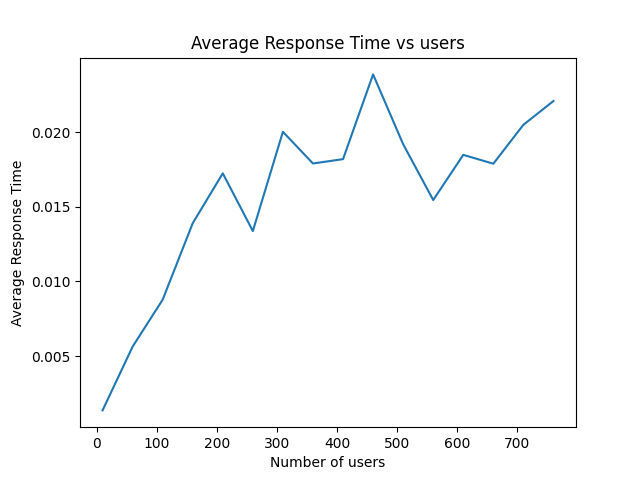 Average Response Time vs users
Average Response Time
0.020
0.015
0.010
0.005
0 100 200 300 400 500 600 700
Number of users